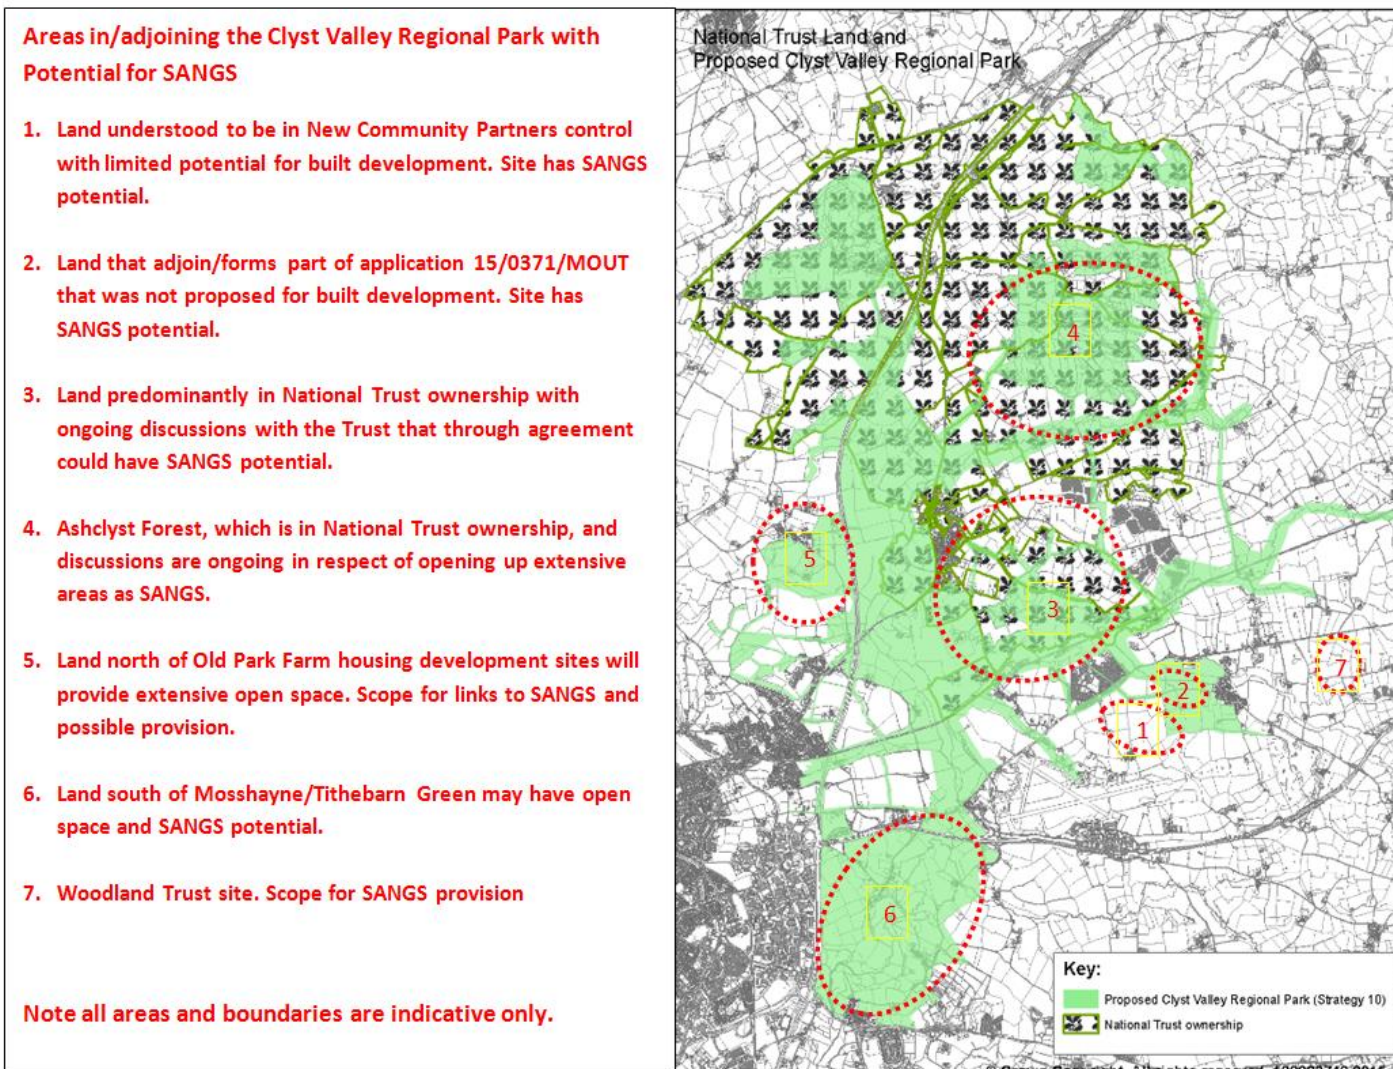 Areas in/adjoining the Clyst Valley Regional Park with
Potential for SANGS
1. Land understood to be in New Community Partners control
with limited potential for built development. Site has SANGS
potential.
2. Land that adjoin/forms part of application 15/0371/MOUT
that was not proposed for built development. Site has
SANGS potential.
3. Land predominantly in National Trust ownership with
ongoing discussions with the Trust that through agreement
could have SANGS potential.
4. Ashclyst Forest, which is in National Trust ownership, and
discussions are ongoing in respect of opening up extensive
areas as SANGS.
5. Land north of Old Park Farm housing development sites will
provide extensive open space. Scope for links to SANGS and
possible provision.
6. Land south of Mosshayne/Tithebarn Green may have open
space and SANGS potential.
7. Woodland Trust site. Scope for SANGS provision
Note all areas and boundaries are indicative only.
National Trust Land and
Proposed Clyst Valley Regional Park
4
5
3
7
2
1
6
Key:
Proposed Clyst Valley Regional Park (Strategy 10)
National Trust ownership